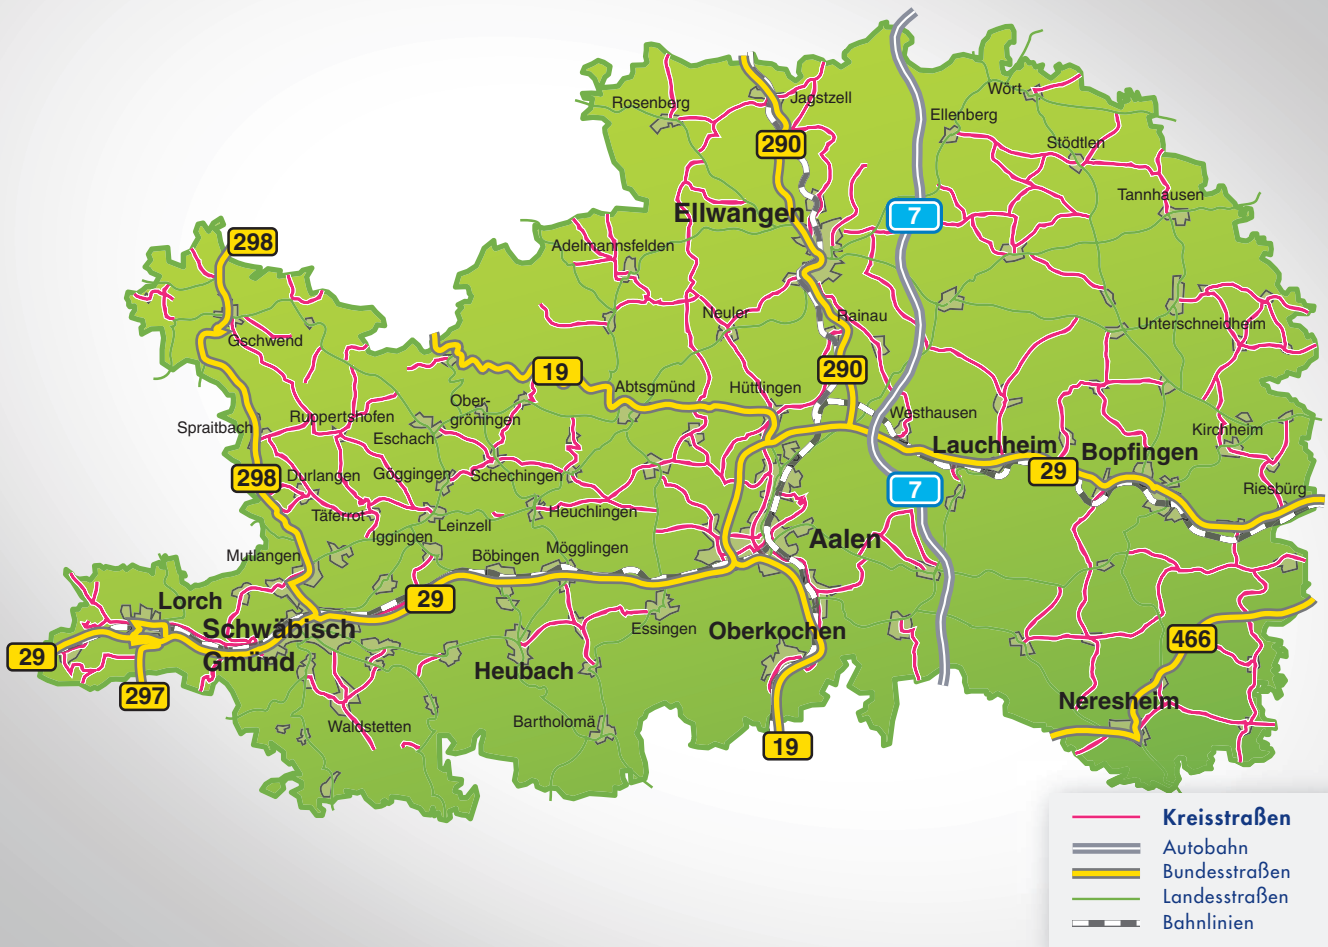 Wört
Rosenberg
Jagstzell
Ellenberg
290
Stödtlen
Tannhausen
Ellwangen
7
298
Adelmannsfelden
Neuler
Rainau
Unterschneidheim
Gschwend
19
290
Abtsgmünd
Hüttlingen
Ober-
gröningen
Westhausen
Ruppertshofen
Spraitbach
Eschach
Kirchheim
Lauchheim
Bopfingen
298
Durlangen
Göggingen
Schechingen
29
7
Riesbürg
Täferrot
Heuchlingen
Leinzell
Iggingen
Aalen
Mutlangen
Böbingen
Mögglingen
Lorch
29
Schwäbisch
Gmünd
Essingen
Oberkochen
466
29
Heubach
297
Neresheim
Waldstetten
Bartholomä
19
Kreisstraßen
Autobahn
Bundesstraßen
Landesstraßen
Bahnlinien